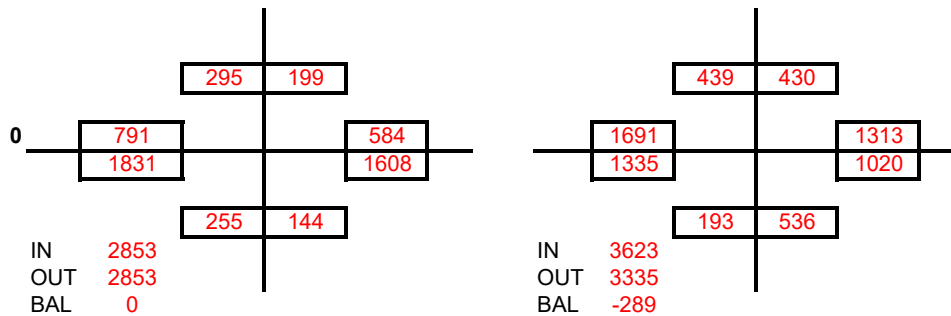 295 199
439 430
0 791 584
1691 1313
1831 1608
1335 1020
255 144
193 536
IN 2853
IN 3623
OUT 2853
OUT 3335
BAL 0
BAL -289